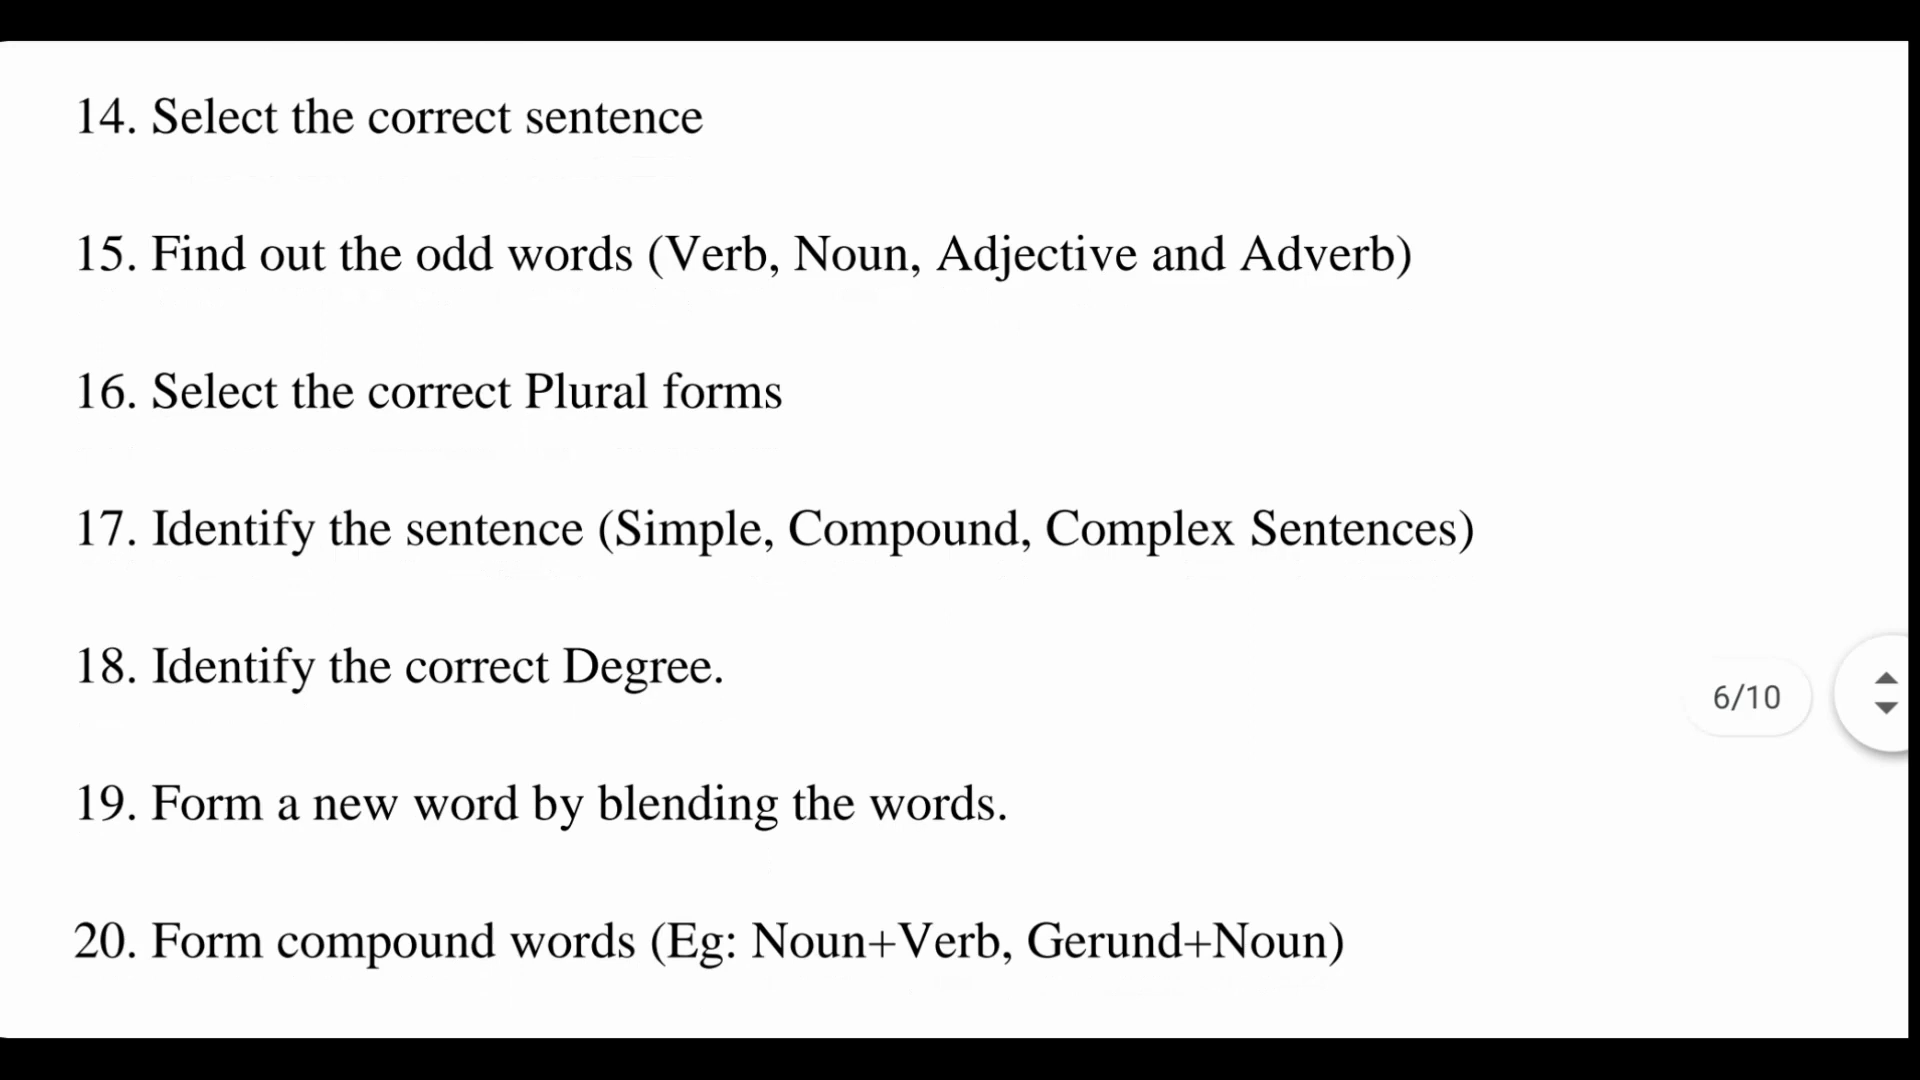 14. Select the correct sentence
15. Find out the odd words (Verb, Noun, Adjective and Adverb)
16. Select the correct Plural forms
17. Identify the sentence (Simple, Compound, Complex Sentences)
18. Identify the correct Degree.
6/10
19. Form a new word by blending the words.
20. Form compound words (Eg: Noun+Verb, Gerund+Noun)